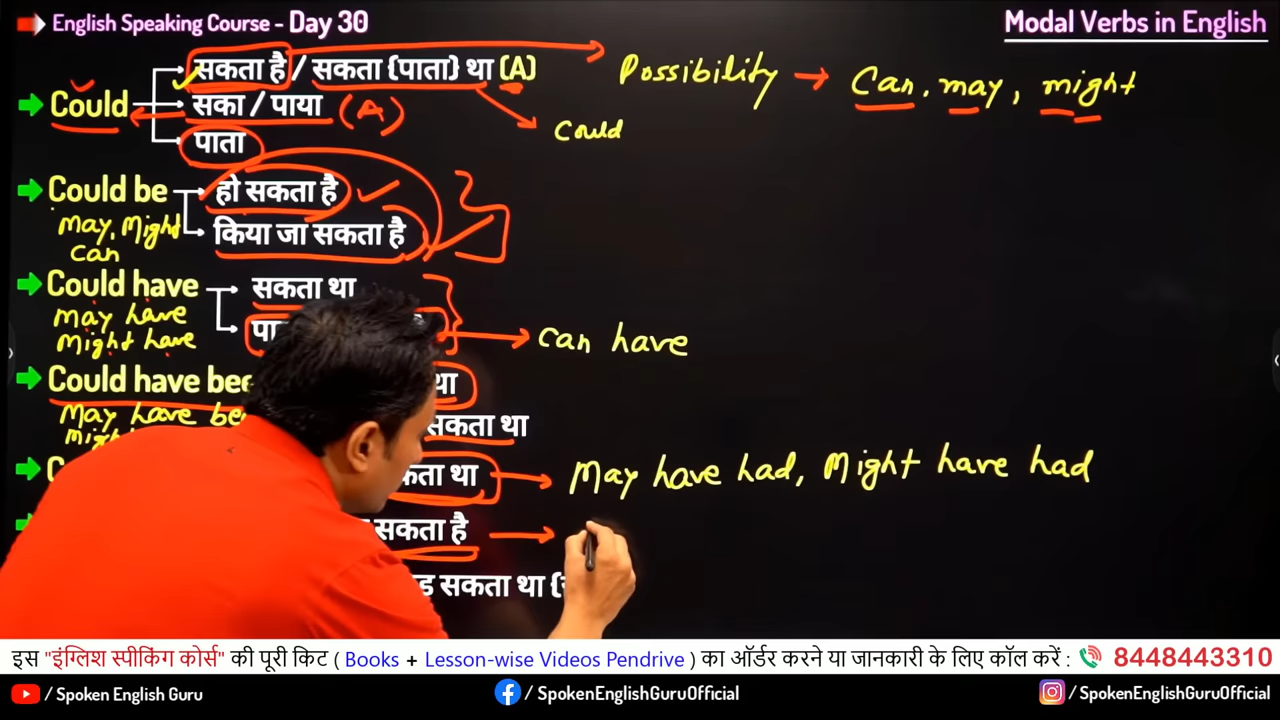 English Speaking Course - Day 30
Modal Verbs in English
सकता है / सकता {पाता} था (A)
Possibility → Can, may, might
Could
सका / पाया (A)
Could
पाता
Could be
हो सकता है
may, Might
can
किया जा सकता है
Could have
सकता था
may have
Might have
can have
Could have
था
May have
सकता था
सकता था
May have had, Might have had
सकता है
सकता था
इस "इंग्लिश स्पीकिंग कोर्स" की पूरी किट ( Books + Lesson-wise Videos Pendrive ) का ऑर्डर करने या जानकारी के लिए कॉल करें : 8448443310
/ Spoken English Guru
/ SpokenEnglishGuruOfficial
/ SpokenEnglishGuruOfficial